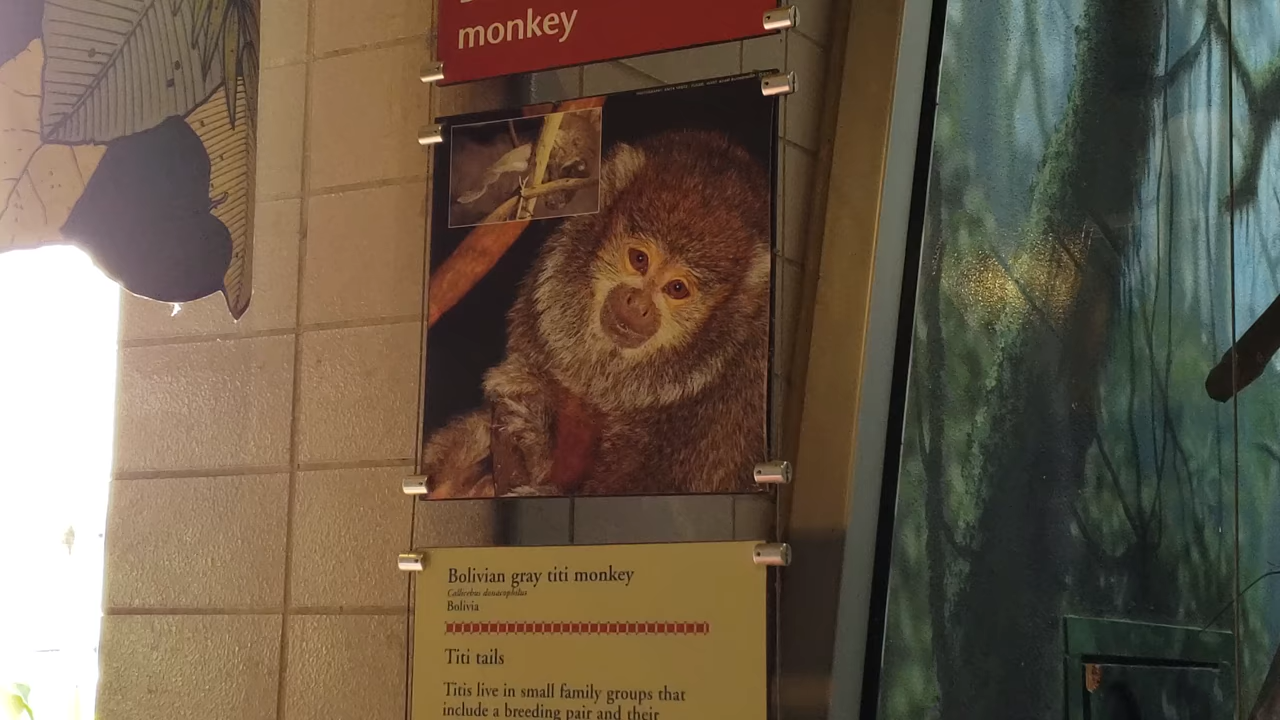 monkey
Bolivian gray titi monkey
Callicebus donacophilus
Bolivia
Titi tails
Titis live in small family groups that
include a breeding pair and their